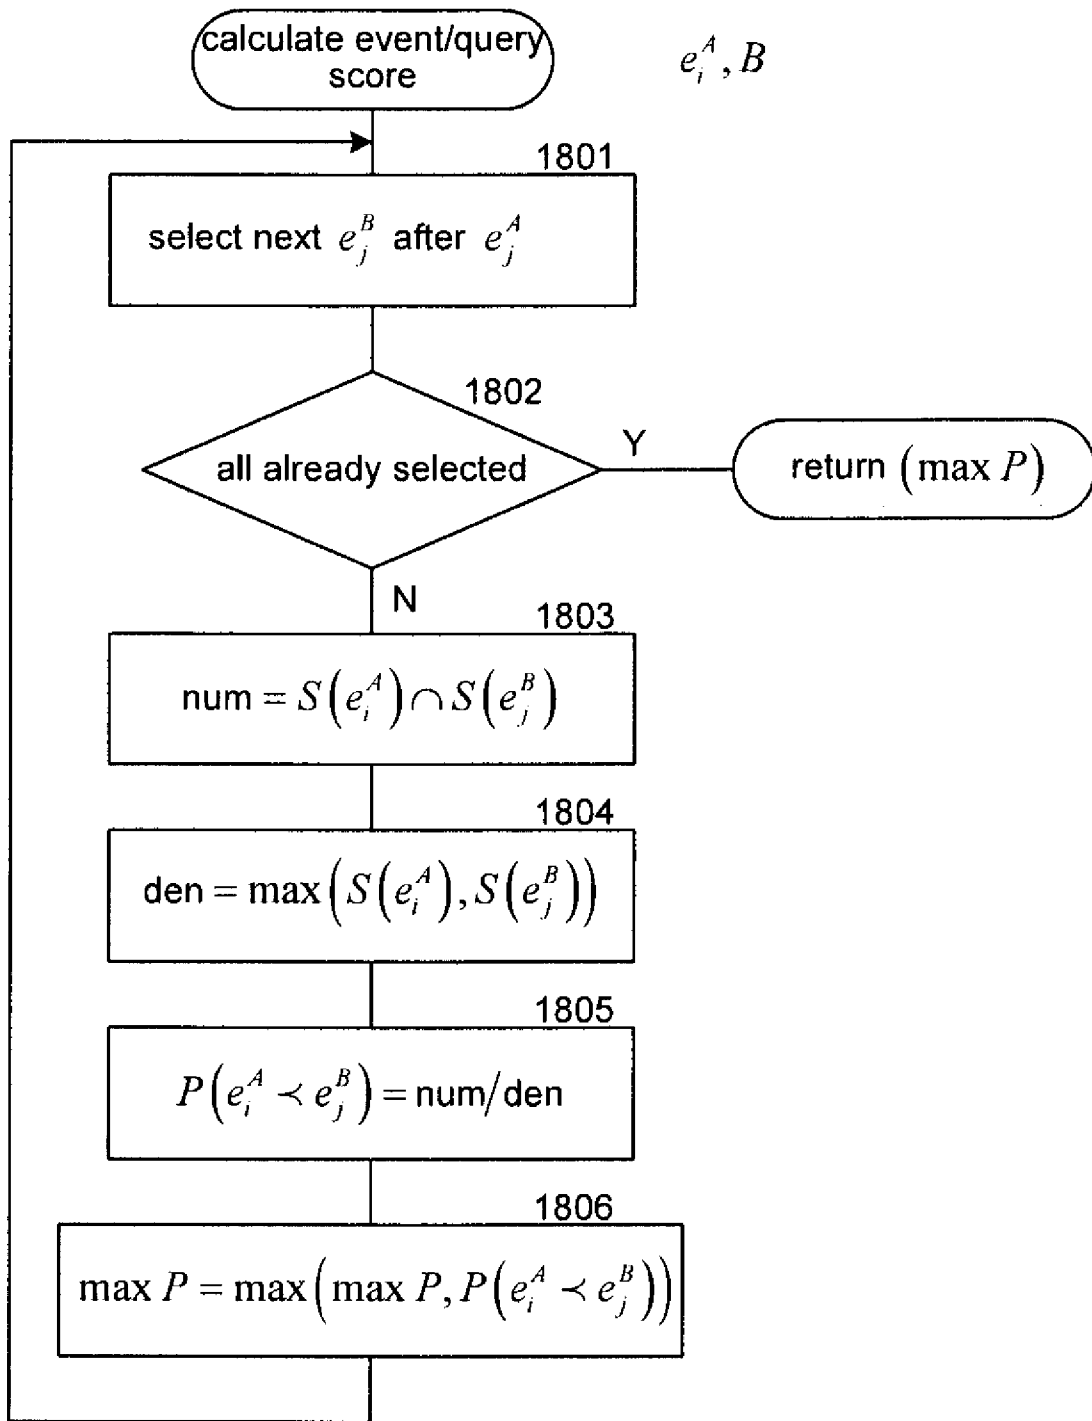 calculate event/query
score
e_i^A, B
1801
select next e_j^B after e_j^A
1802
all already selected
Y
return (max P)
N
1803
num = S(e_i^A) ∩ S(e_j^B)
1804
den = max(S(e_i^A), S(e_j^B))
1805
P(e_i^A ≺ e_j^B) = num/den
1806
max P = max(max P, P(e_i^A ≺ e_j^B))